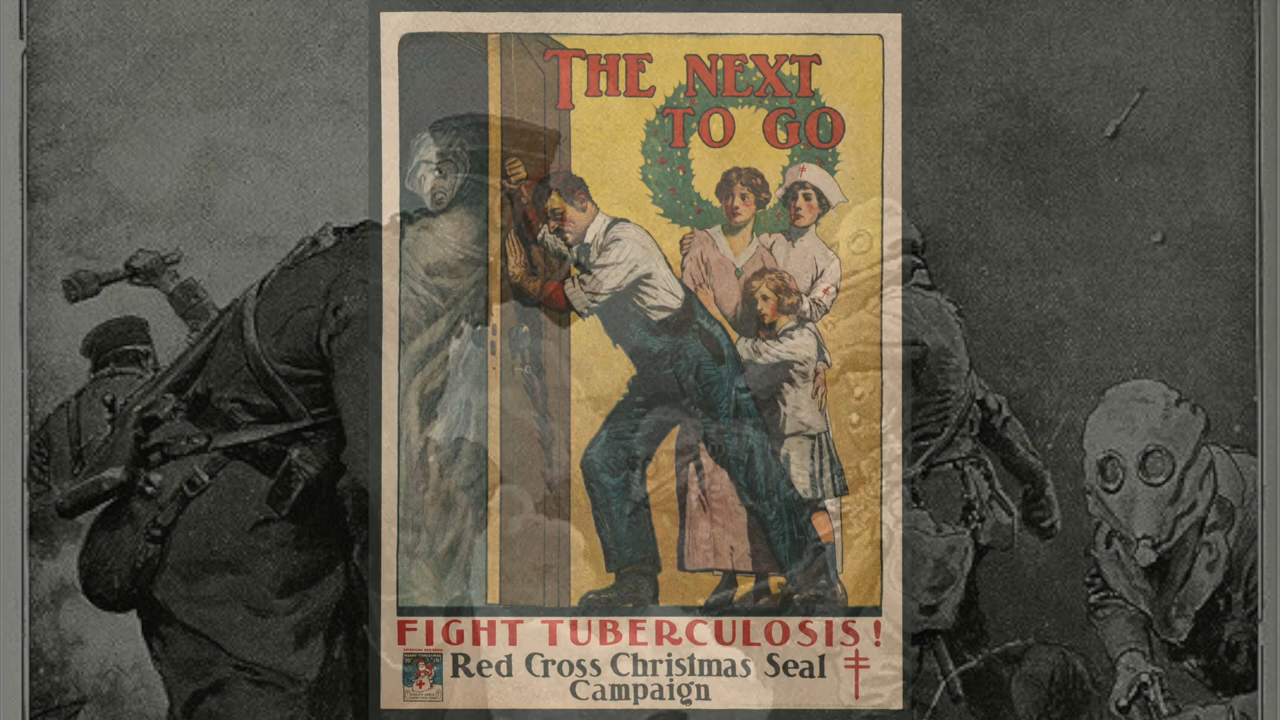 THE NEXT
TO GO
FIGHT TUBERCULOSIS!
Red Cross Christmas Seal
Campaign